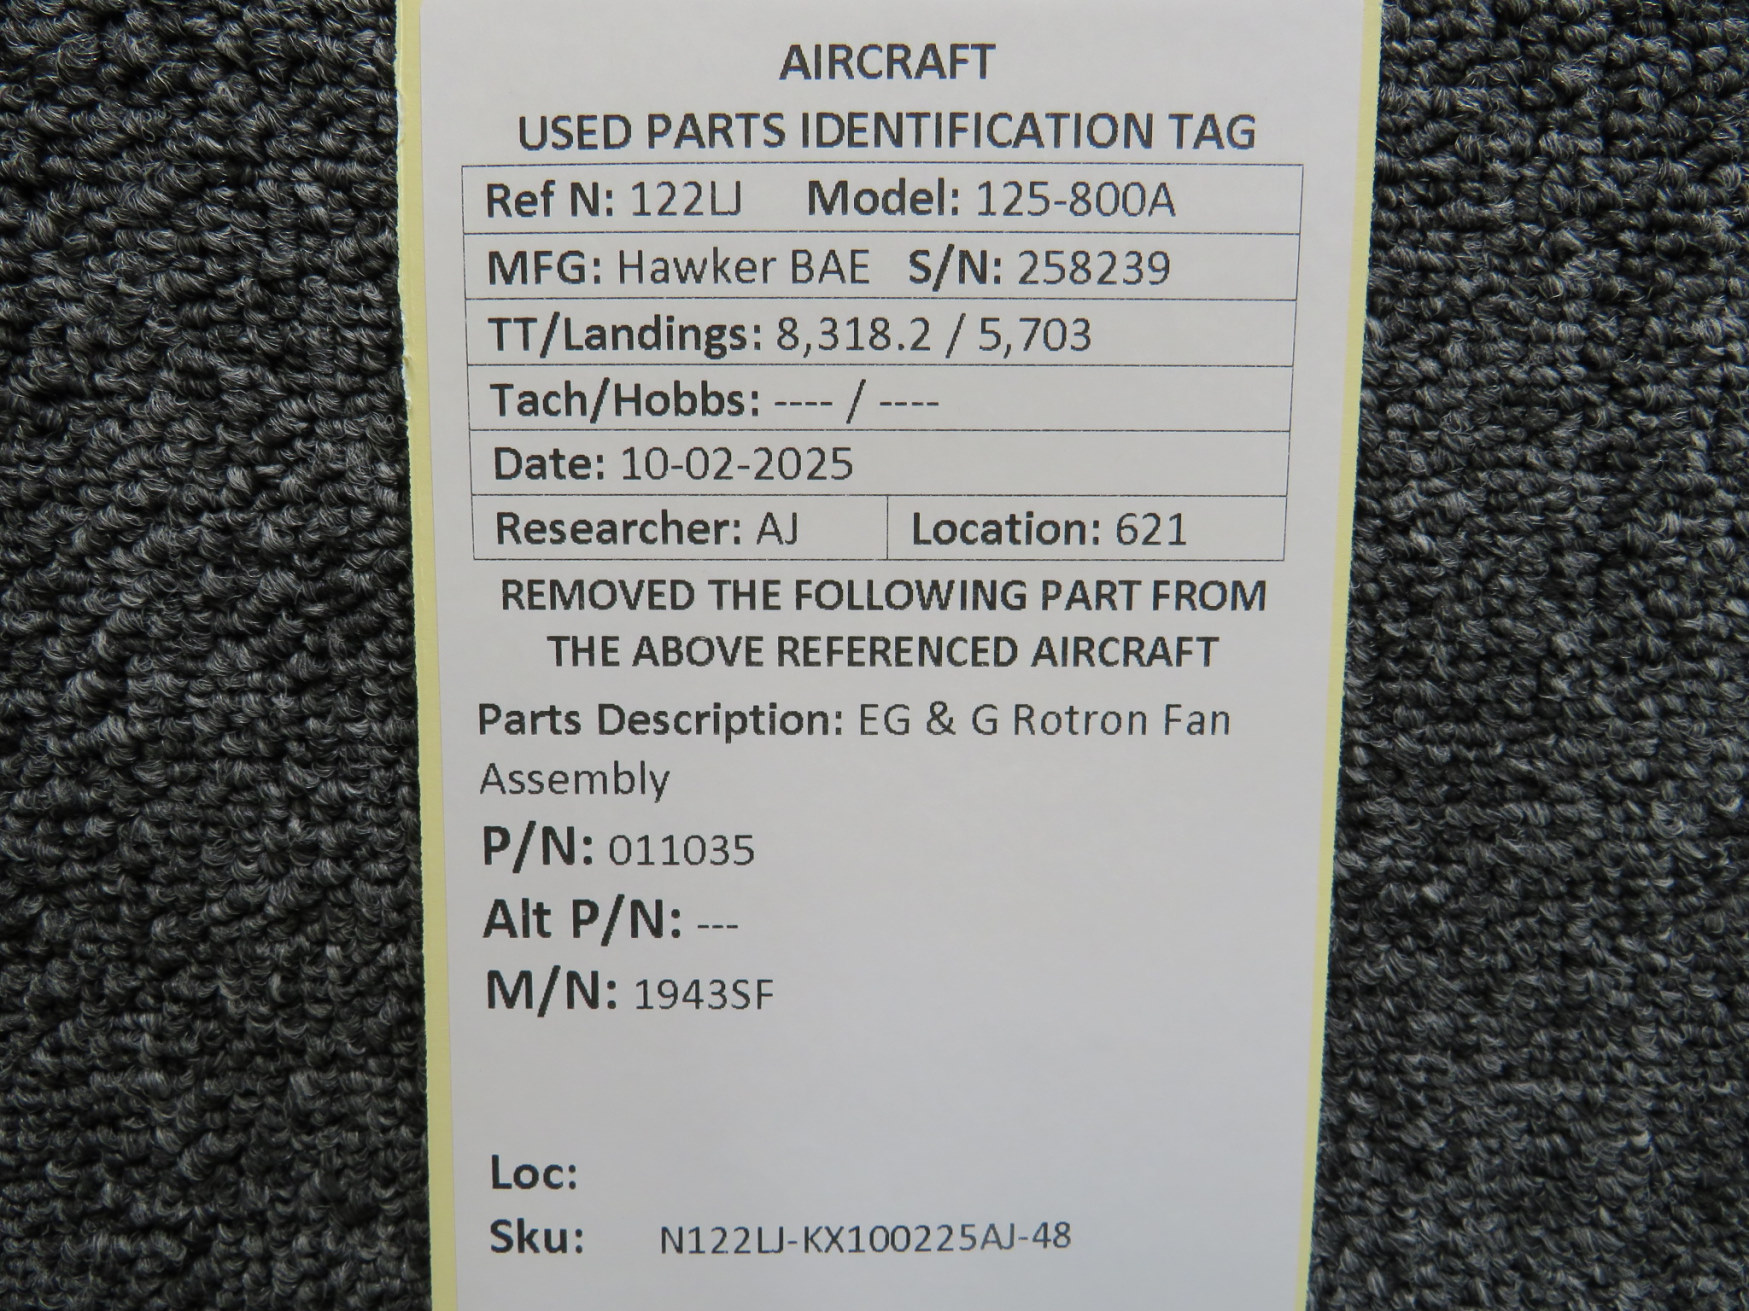 AIRCRAFT
USED PARTS IDENTIFICATION TAG
Ref N: 122LJ Model: 125-800A
MFG: Hawker BAE S/N: 258239
TT/Landings: 8,318.2 / 5,703
Tach/Hobbs: ---- / ----
Date: 10-02-2025
Researcher: AJ Location: 621
REMOVED THE FOLLOWING PART FROM
THE ABOVE REFERENCED AIRCRAFT
Parts Description: EG & G Rotron Fan
Assembly
P/N: 011035
Alt P/N: ---
M/N: 1943SF
Loc:
Sku: N122LJ-KX100225AJ-48